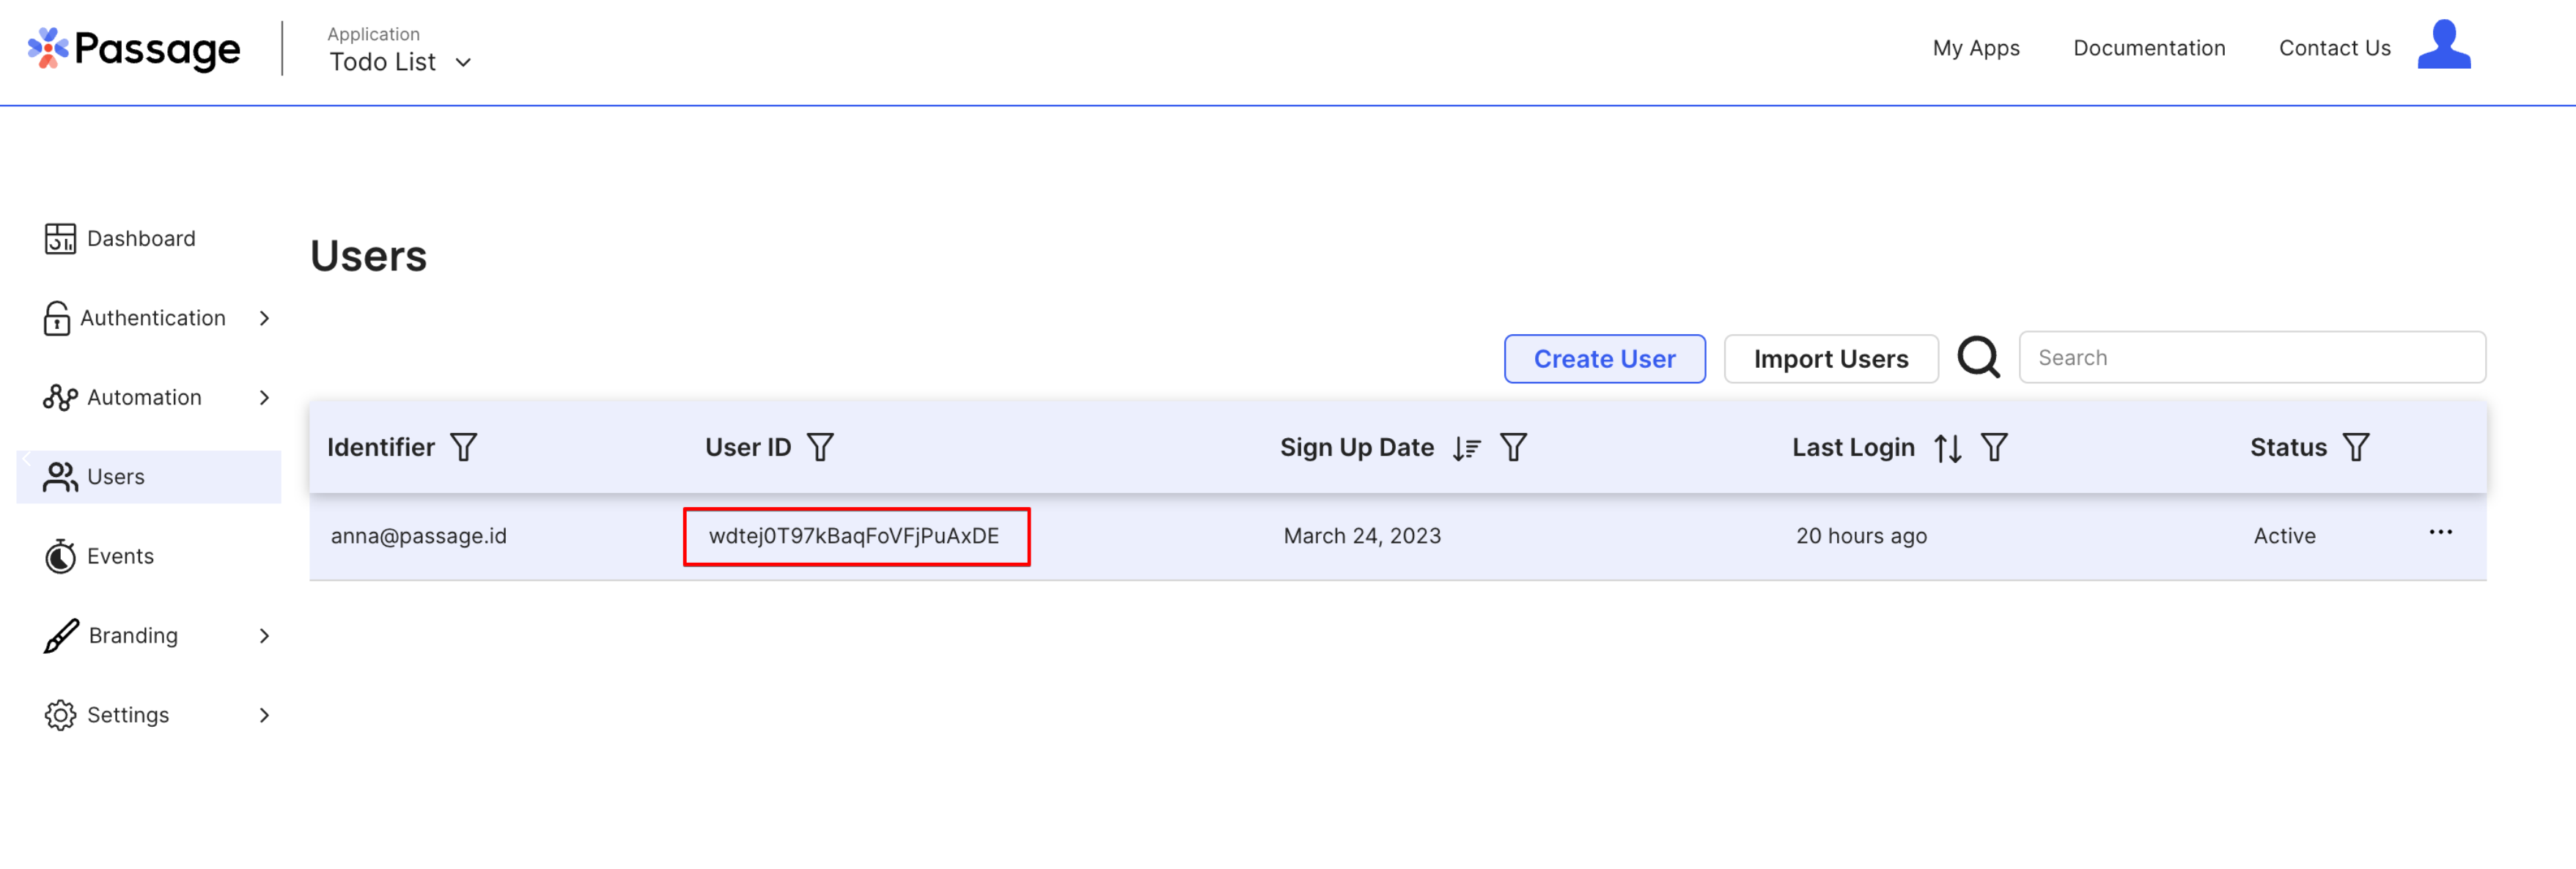 Passage
Application
Todo List
My Apps
Documentation
Contact Us
Dashboard
Authentication
Automation
Users
Events
Branding
Settings
Users
Create User
Import Users
Search
Identifier User ID Sign Up Date Last Login Status
anna@passage.id wdtej0T97kBaqFoVFjPuAxDE March 24, 2023 20 hours ago Active ...